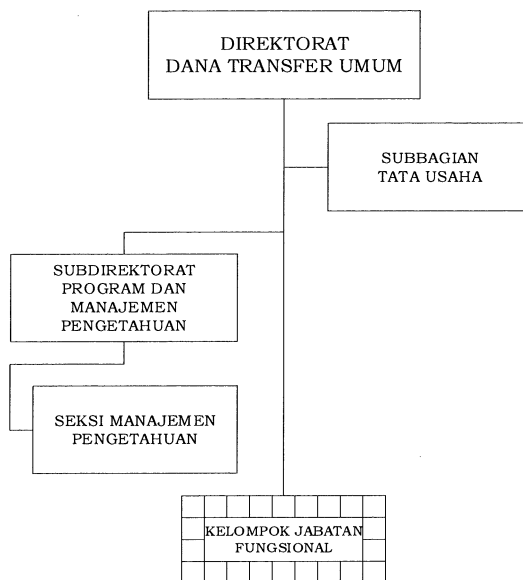 DIREKTORAT
DANA TRANSFER UMUM
SUBBAGIAN
TATA USAHA
SUBDIREKTORAT
PROGRAM DAN
MANAJEMEN
PENGETAHUAN
SEKSI MANAJEMEN
PENGETAHUAN
KELOMPOK JABATAN
FUNGSIONAL